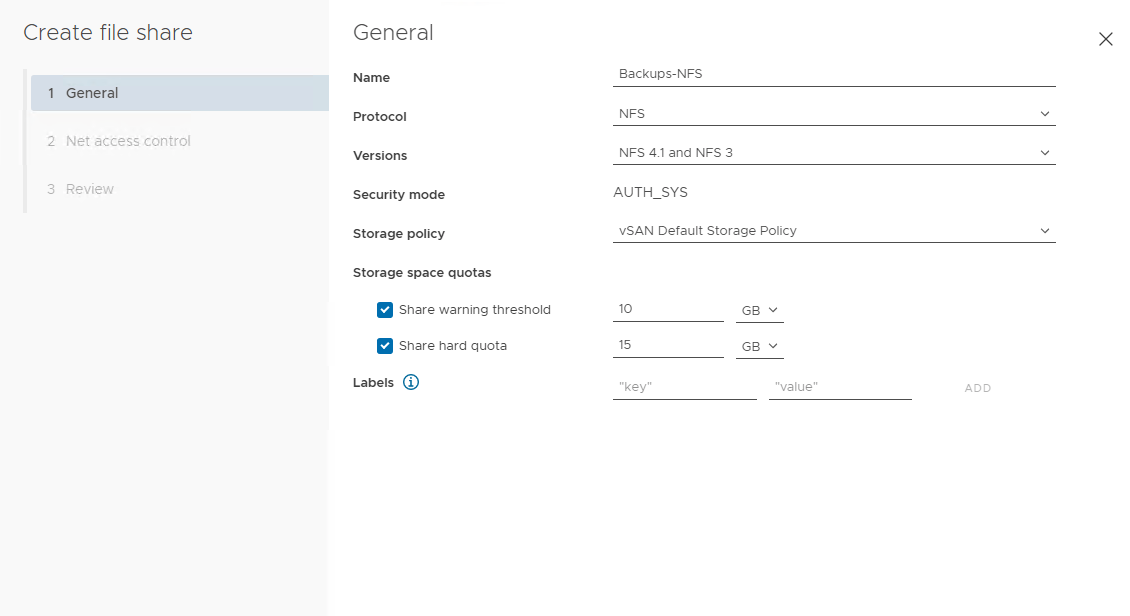 Create file share
1 General
2 Net access control
3 Review
General
Name Backups-NFS
Protocol NFS
Versions NFS 4.1 and NFS 3
Security mode AUTH_SYS
Storage policy vSAN Default Storage Policy
Storage space quotas
Share warning threshold 10 GB
Share hard quota 15 GB
Labels "key" "value" ADD